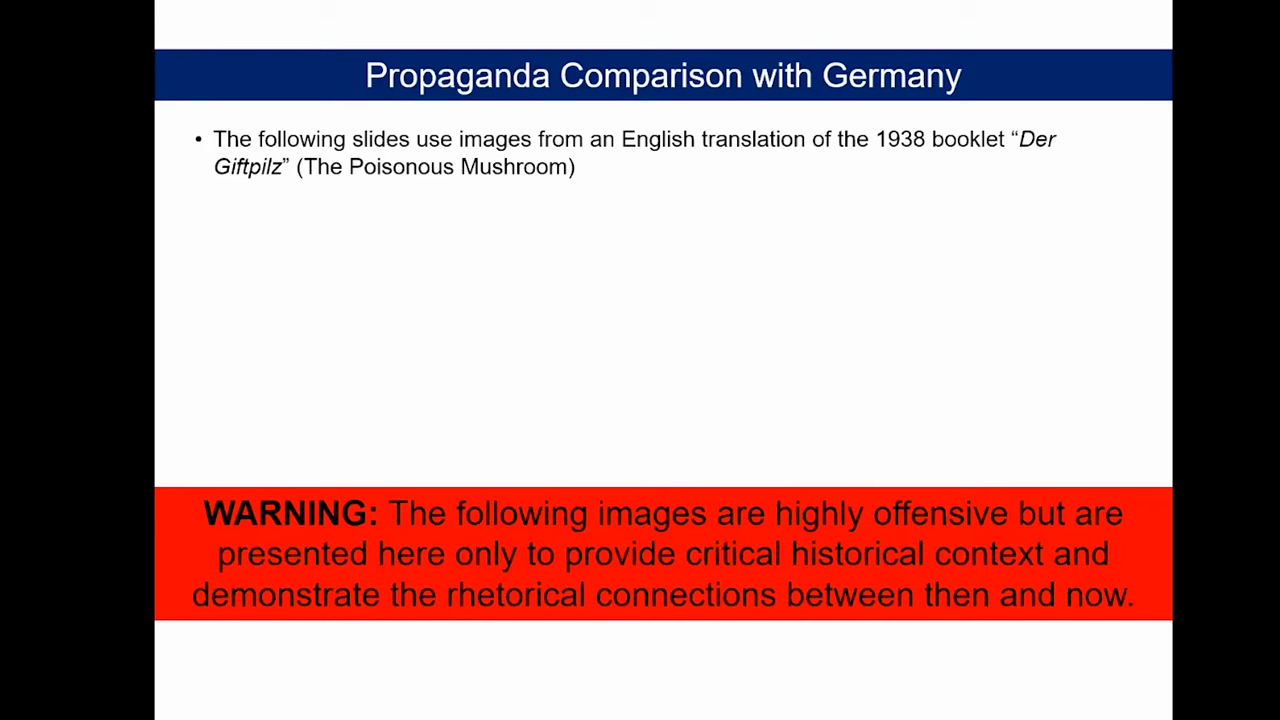 Propaganda Comparison with Germany
• The following slides use images from an English translation of the 1938 booklet “Der
Giftpilz” (The Poisonous Mushroom)
WARNING: The following images are highly offensive but are
presented here only to provide critical historical context and
demonstrate the rhetorical connections between then and now.